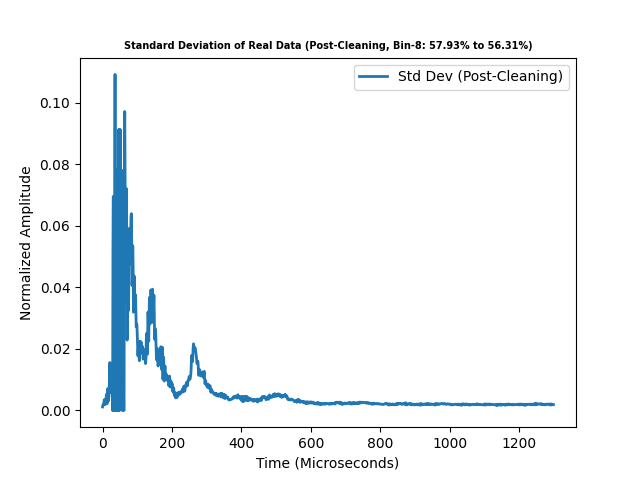 Standard Deviation of Real Data (Post-Cleaning, Bin-8: 57.93% to 56.31%)
Std Dev (Post-Cleaning)
Normalized Amplitude
0.10
0.08
0.06
0.04
0.02
0.00
0 200 400 600 800 1000 1200
Time (Microseconds)